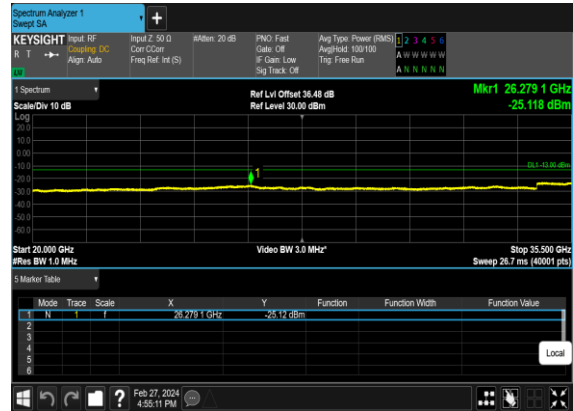 Spectrum Analyzer 1
Swept SA
+
KEYSIGHT
R T
LW
Input: RF
Coupling: DC
Align: Auto
Input Z: 50 Ω
Corr CCorr
Freq Ref: Int (S)
#Atten: 20 dB
PNO: Fast
Gate: Off
IF Gain: Low
Sig Track: Off
Avg Type: Power (RMS)
Avg|Hold: 100/100
Trig: Free Run
1 2 3 4 5 6
A W W W W W
A N N N N N
1 Spectrum
Scale/Div 10 dB
Ref Lvl Offset 36.48 dB
Ref Level 30.00 dBm
Mkr1 26.279 1 GHz
-25.118 dBm
Log
20.0
10.0
0.00
-10.0
-20.0
-30.0
-40.0
-50.0
-60.0
1
DL1 -13.00 dBm
Start 20.000 GHz
#Res BW 1.0 MHz
Video BW 3.0 MHz*
Stop 35.500 GHz
Sweep 26.7 ms (40001 pts)
5 Marker Table
Mode Trace Scale X Y Function Function Width Function Value
1 N 1 f 26.279 1 GHz -25.12 dBm
2
3
4
5
6
Local
?
Feb 27, 2024
4:55:11 PM